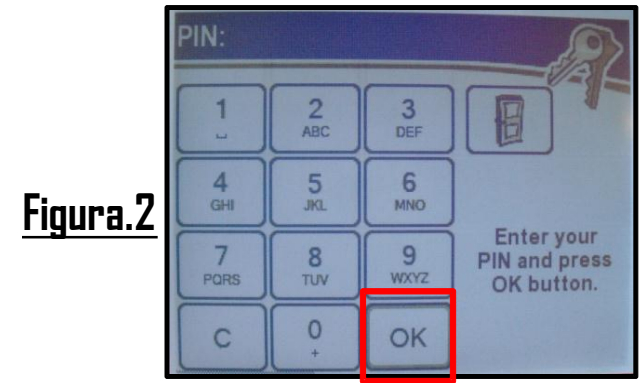 PIN:
1
2
ABC
3
DEF
4
GHI
5
JKL
6
MNO
7
PQRS
8
TUV
9
WXYZ
C
0
+
OK
Enter your
PIN and press
OK button.
Figura.2